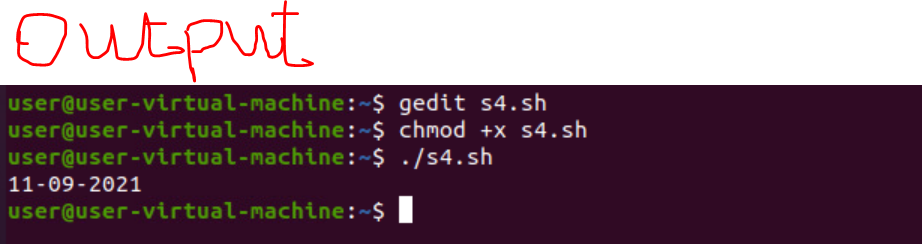 Output
user@user-virtual-machine:~$ gedit s4.sh
user@user-virtual-machine:~$ chmod +x s4.sh
user@user-virtual-machine:~$ ./s4.sh
11-09-2021
user@user-virtual-machine:~$